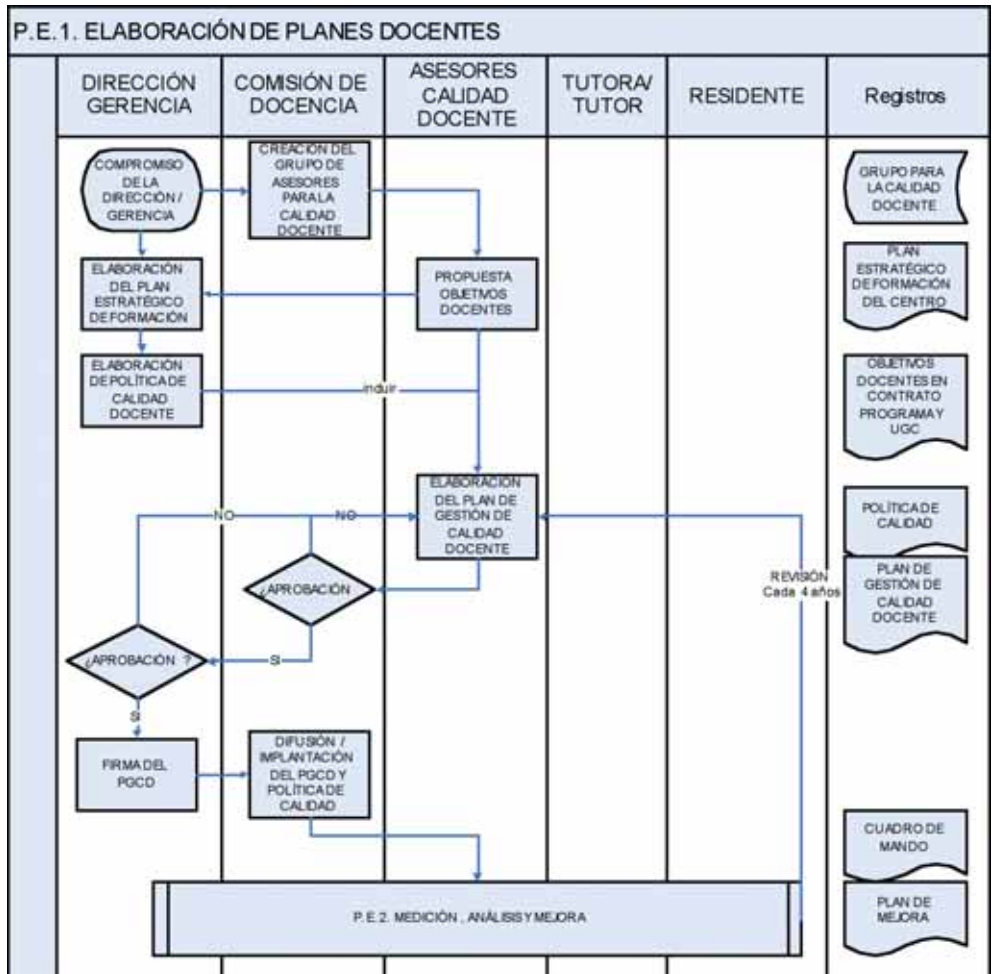 P.E.1. ELABORACIÓN DE PLANES DOCENTES
DIRECCIÓN
GERENCIA
COMISIÓN DE
DOCENCIA
ASESORES
CALIDAD
DOCENTE
TUTORA/
TUTOR
RESIDENTE
Registros
COMPROMISO
DE LA
DIRECCIÓN /
GERENCIA
CREACIÓN DEL
GRUPO DE
ASESORES
PARA LA
CALIDAD
DOCENTE
GRUPO PARA
LA CALIDAD
DOCENTE
ELABORACIÓN
DEL PLAN
ESTRATÉGICO
DE FORMACIÓN
PROPUESTA
OBJETIVOS
DOCENTES
PLAN
ESTRATÉGICO
DE FORMACIÓN
DEL CENTRO
ELABORACIÓN
DE POLÍTICA DE
CALIDAD
DOCENTE
incluir
OBJETIVOS
DOCENTES EN
CONTRATO
PROGRAMA Y
UGC
ELABORACIÓN
DEL PLAN DE
GESTIÓN DE
CALIDAD
DOCENTE
NO
NO
POLÍTICA DE
CALIDAD
¿APROBACIÓN
REVISIÓN
Cada 4 años
PLAN DE
GESTIÓN DE
CALIDAD
DOCENTE
¿APROBACIÓN ?
SI
SI
FIRMA DEL
PGCD
DIFUSIÓN /
IMPLANTACIÓN
DEL PGCD Y
POLÍTICA DE
CALIDAD
CUADRO DE
MANDO
P.E.2. MEDICIÓN , ANÁLISIS Y MEJORA
PLAN DE
MEJORA